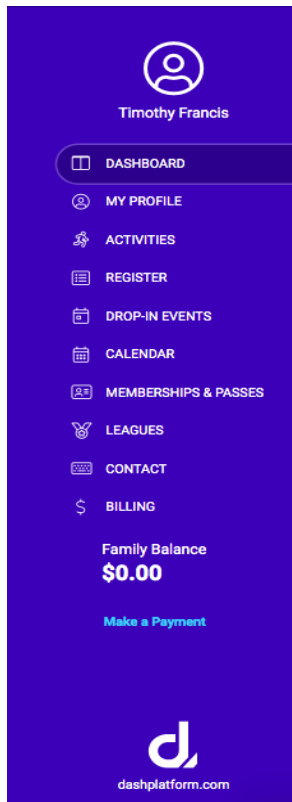 Timothy Francis
DASHBOARD
MY PROFILE
ACTIVITIES
REGISTER
DROP-IN EVENTS
CALENDAR
MEMBERSHIPS & PASSES
LEAGUES
CONTACT
BILLING
Family Balance
$0.00
Make a Payment
d
dashplatform.com